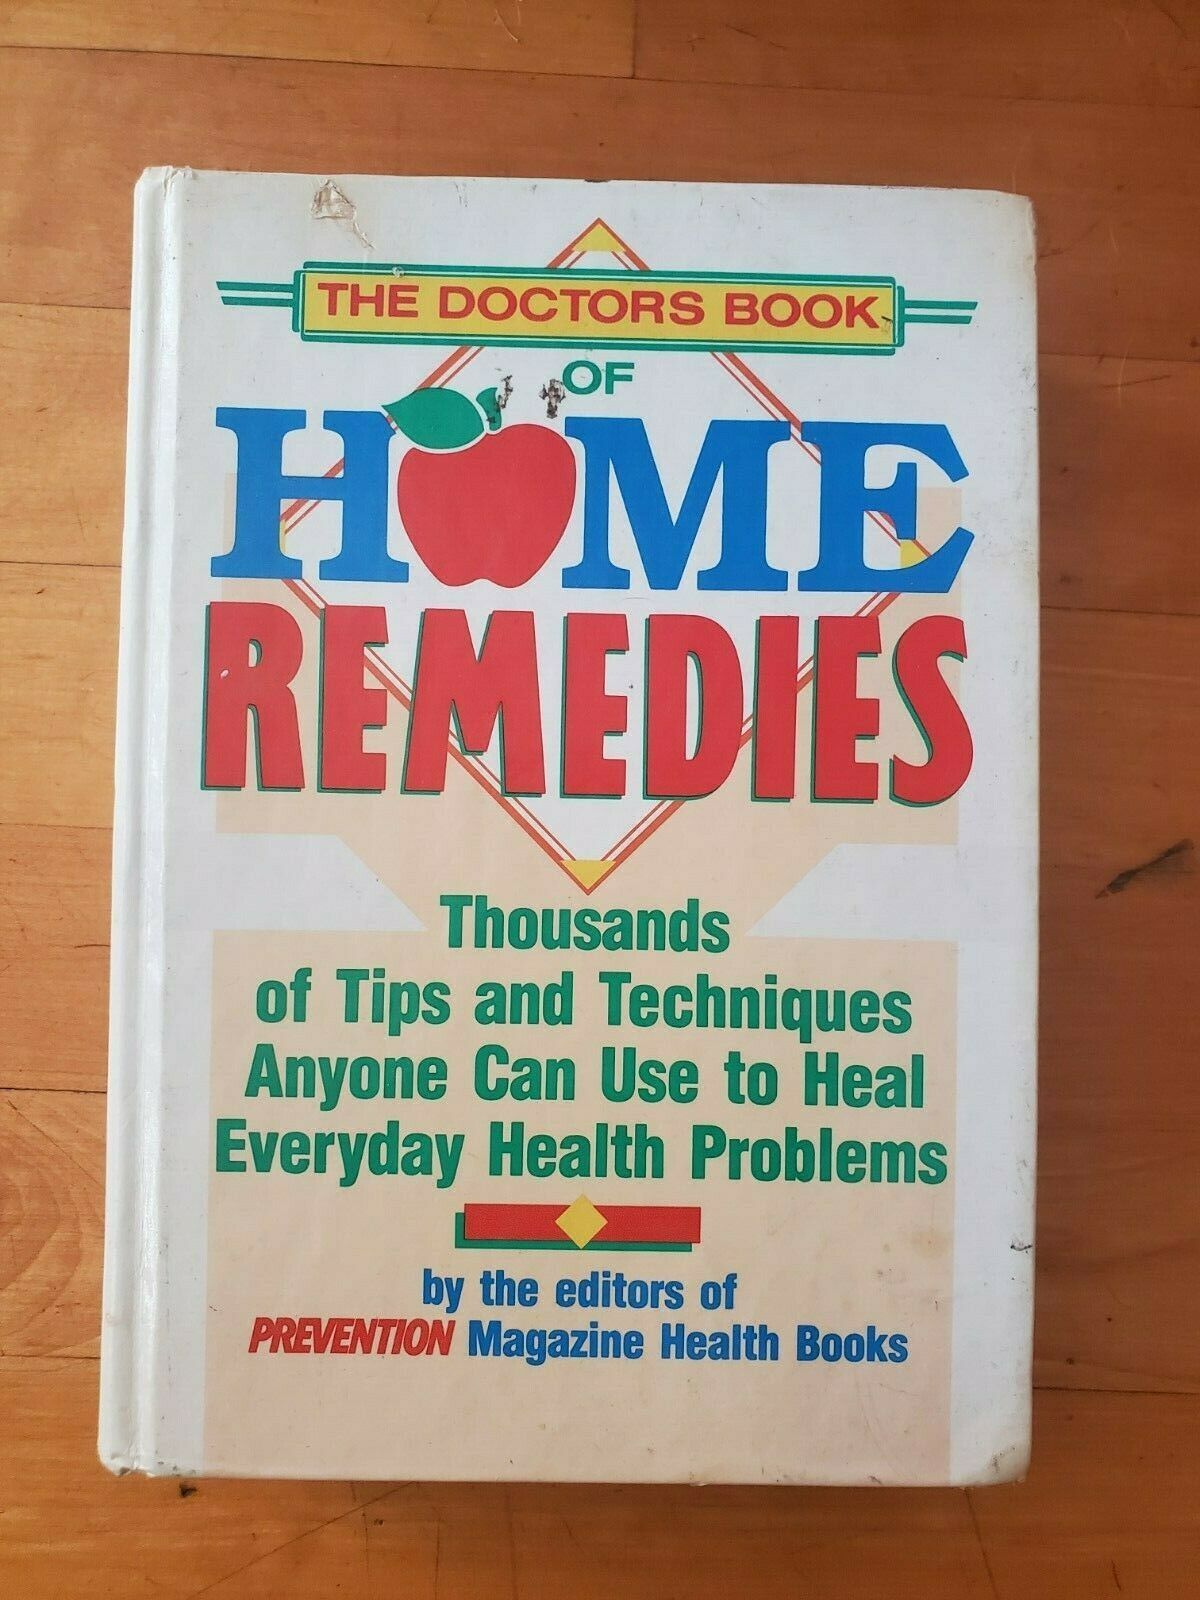 THE DOCTORS BOOK
OF
HOME
REMEDIES
Thousands
of Tips and Techniques
Anyone Can Use to Heal
Everyday Health Problems
by the editors of
PREVENTION Magazine Health Books